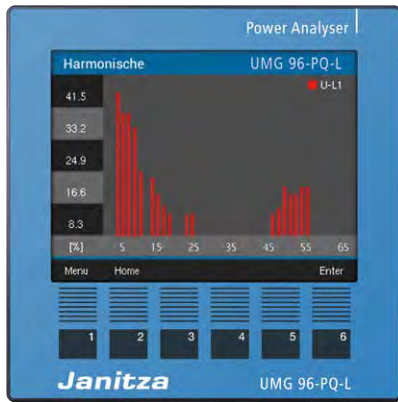 Power Analyser
Harmonische UMG 96-PQ-L
U-L1
41.5
33.2
24.9
16.6
8.3
[%] 5 15 25 35 45 55 65
Menu Home Enter
1 2 3 4 5 6
Janitza UMG 96-PQ-L